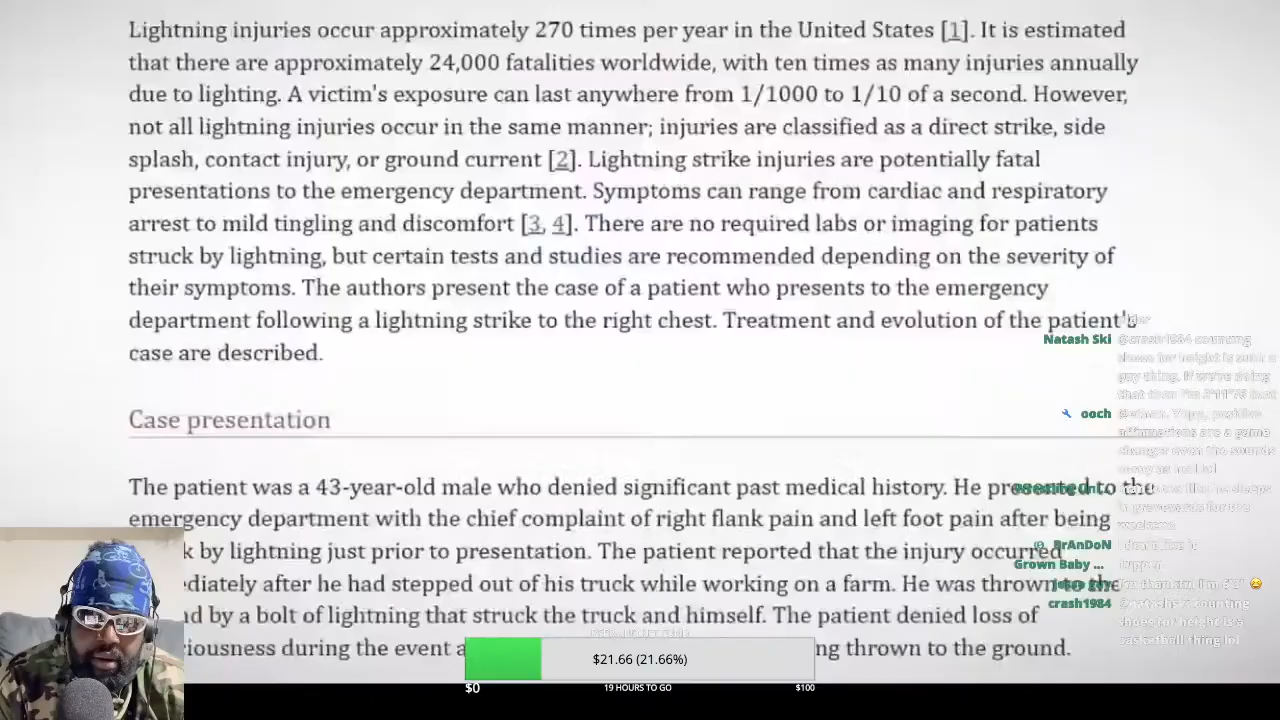 Lightning injuries occur approximately 270 times per year in the United States [1]. It is estimated
that there are approximately 24,000 fatalities worldwide, with ten times as many injuries annually
due to lighting. A victim's exposure can last anywhere from 1/1000 to 1/10 of a second. However,
not all lightning injuries occur in the same manner; injuries are classified as a direct strike, side
splash, contact injury, or ground current [2]. Lightning strike injuries are potentially fatal
presentations to the emergency department. Symptoms can range from cardiac and respiratory
arrest to mild tingling and discomfort [3, 4]. There are no required labs or imaging for patients
struck by lightning, but certain tests and studies are recommended depending on the severity of
their symptoms. The authors present the case of a patient who presents to the emergency
department following a lightning strike to the right chest. Treatment and evolution of the patient's
case are described.
Case presentation
The patient was a 43-year-old male who denied significant past medical history. He presented to the
emergency department with the chief complaint of right flank pain and left foot pain after being
k by lightning just prior to presentation. The patient reported that the injury occurred
ediately after he had stepped out of his truck while working on a farm. He was thrown to the
nd by a bolt of lightning that struck the truck and himself. The patient denied loss of
iousness during the event a
ng thrown to the ground.
Natash Ski
@crash1984 counting
ooch
BrAnDoN
Grown Baby ...
crash1984
@natashski counting
shoes for height is a
basketball thing lol
$21.66 (21.66%)
$0
19 HOURS TO GO
$100